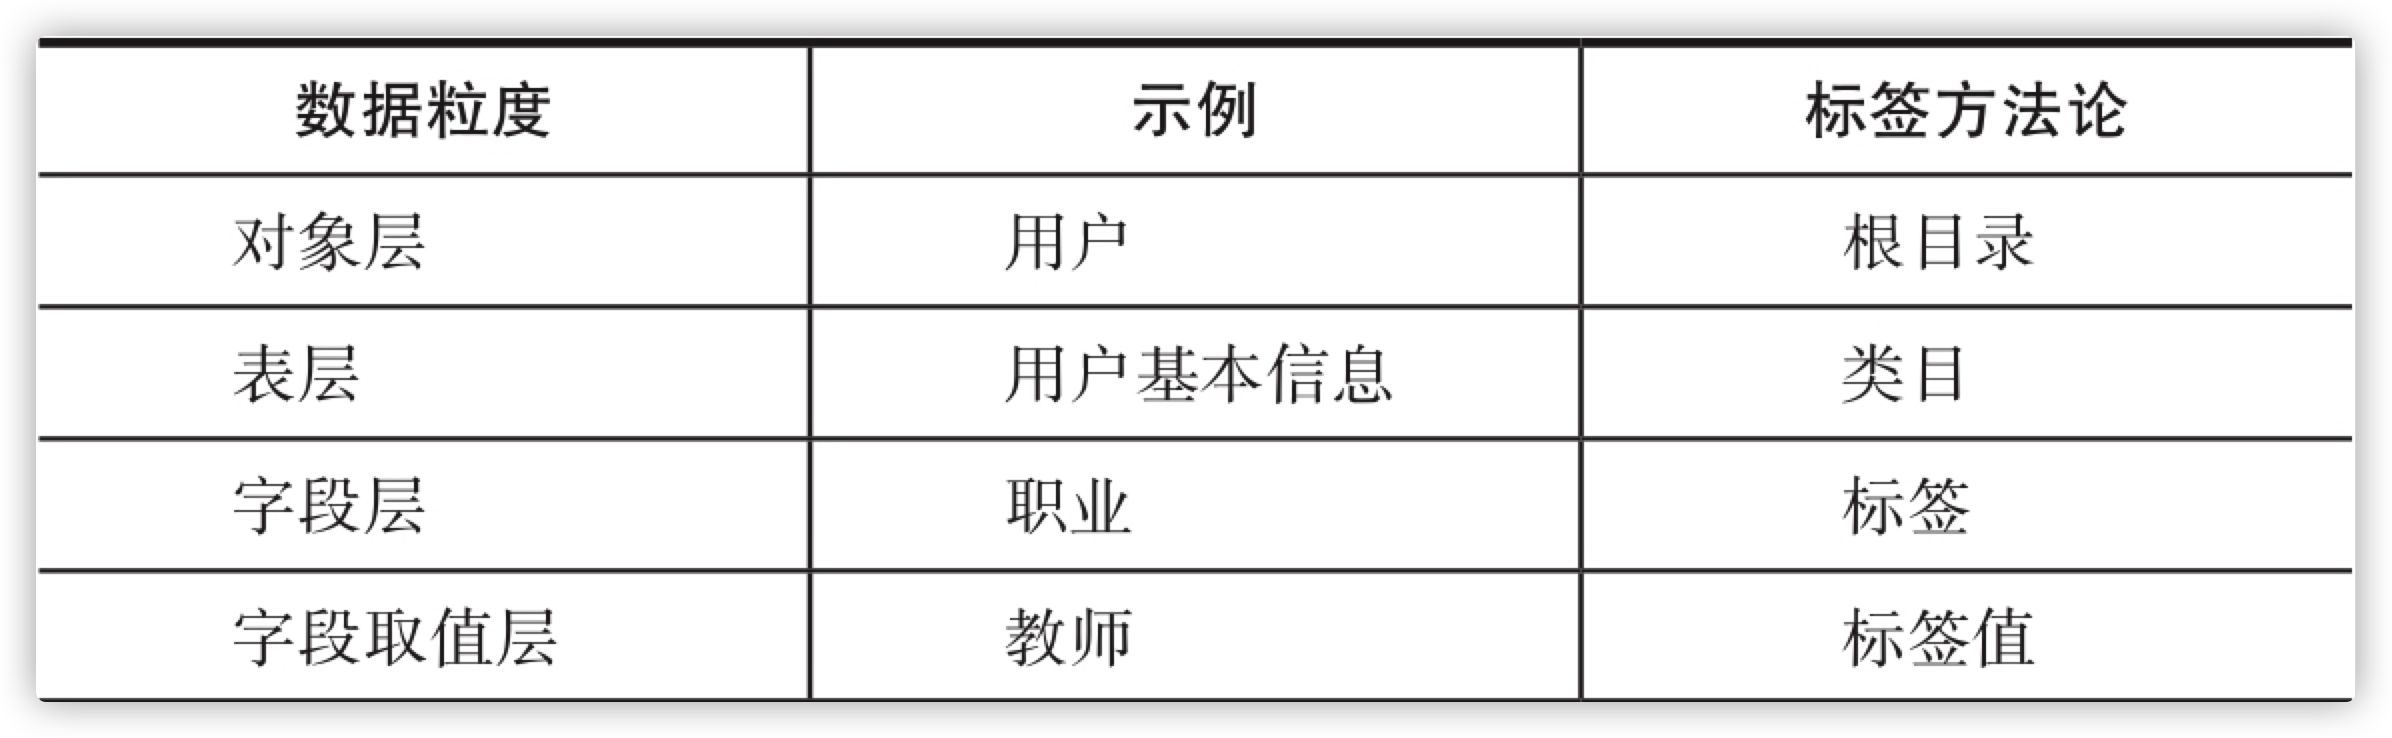 数据粒度 示例 标签方法论
对象层 用户 根目录
表层 用户基本信息 类目
字段层 职业 标签
字段取值层 教师 标签值